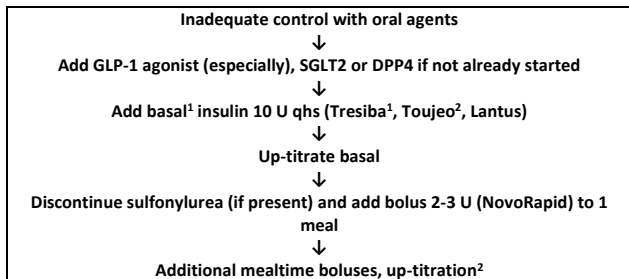 Inadequate control with oral agents
↓
Add GLP-1 agonist (especially), SGLT2 or DPP4 if not already started
↓
Add basal¹ insulin 10 U qhs (Tresiba¹, Toujeo², Lantus)
↓
Up-titrate basal
↓
Discontinue sulfonylurea (if present) and add bolus 2-3 U (NovoRapid) to 1
meal
↓
Additional mealtime boluses, up-titration²